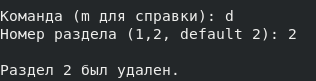 Команда (m для справки): d
Номер раздела (1,2, default 2): 2
Раздел 2 был удален.